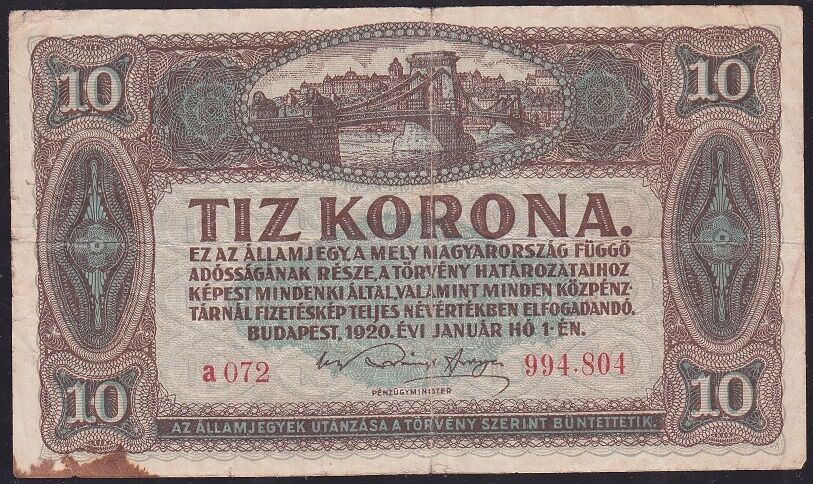 10 10
TIZ KORONA.
EZ AZ ÁLLAMJEGY, A MELY MAGYARORSZÁG FÜGGŐ
ADÓSSÁGÁNAK RÉSZE, A TÖRVÉNY HATÁROZATAIHOZ
KÉPEST MINDENKI ÁLTAL, VALAMINT MINDEN KÖZPÉNZ-
TÁRNÁL FIZETÉSKÉP TELJES NÉVÉRTÉKBEN ELFOGADANDÓ.
BUDAPEST, 1920. ÉVI JANUÁR HÓ 1-ÉN.
a 072 994.804
PÉNZÜGYMINISTER
10 10
AZ ÁLLAMJEGYEK UTÁNZÁSA A TÖRVÉNY SZERINT BÜNTETTETIK.